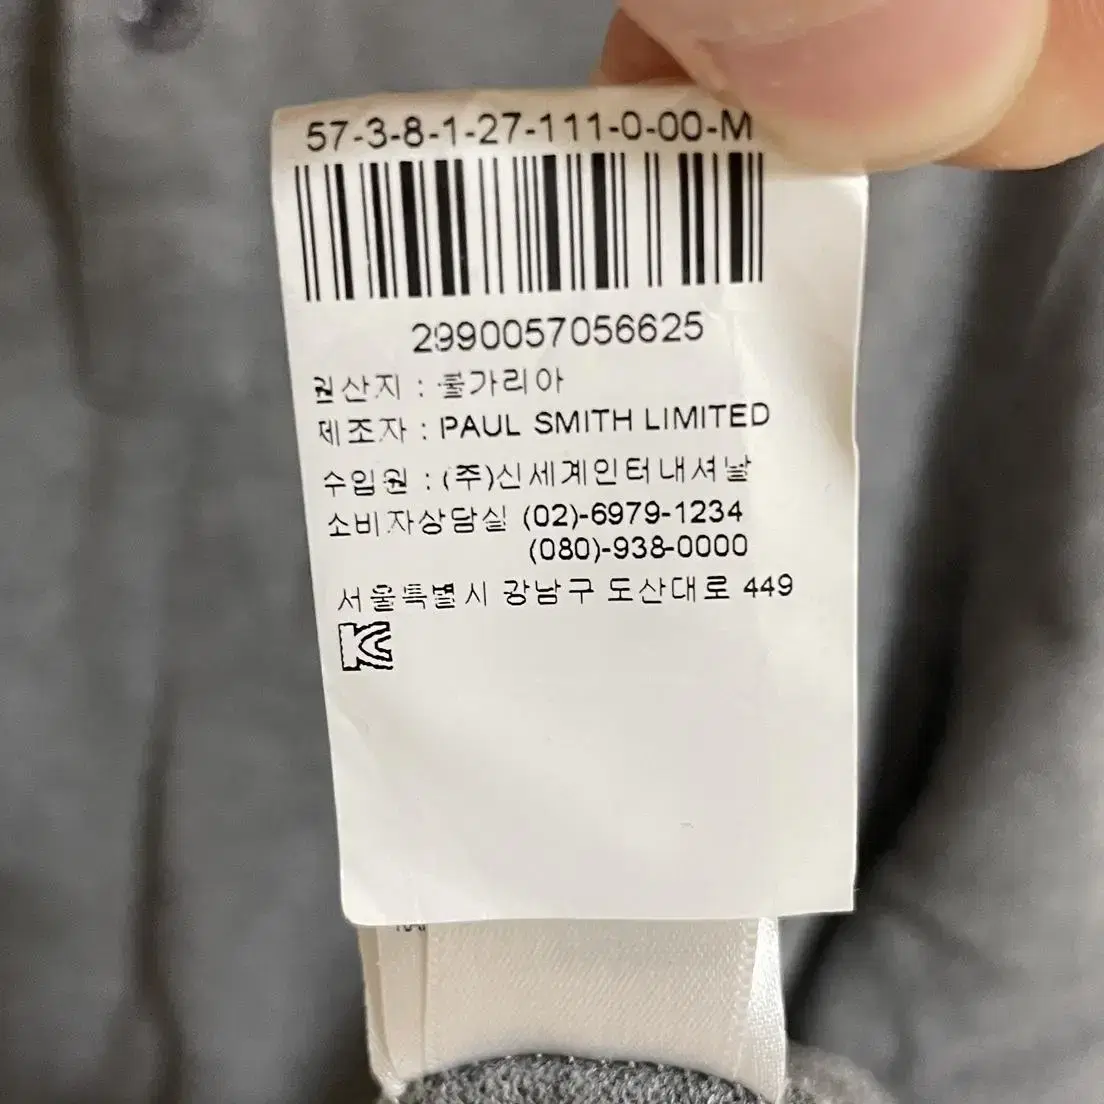 57-3-8-1-27-111-0-00-M
2990057056625
원산지 : 불가리아
제조자 : PAUL SMITH LIMITED
수입원 : (주)신세계인터내셔날
소비자상담실 (02)-6979-1234
(080)-938-0000
서울특별시 강남구 도산대로 449
KC